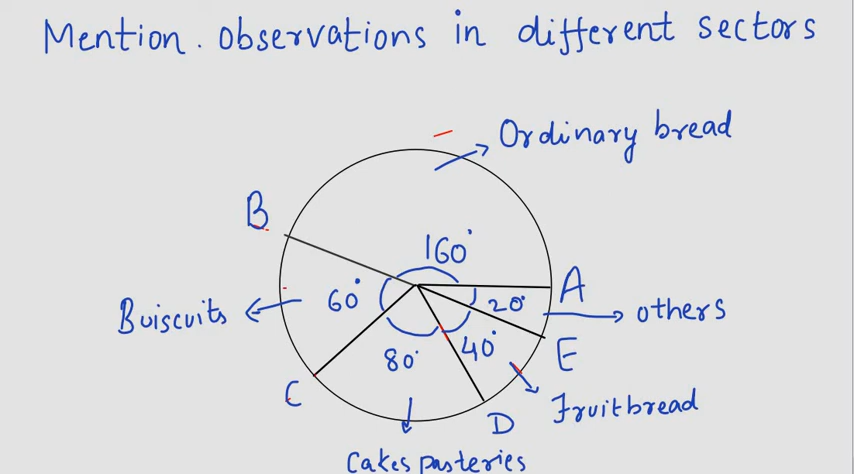 Mention. observations in different sectors
Ordinary bread
B
160°
A
Buiscuits
60°
20°
others
80°
40°
E
C
D
Fruitbread
Cakes pasteries